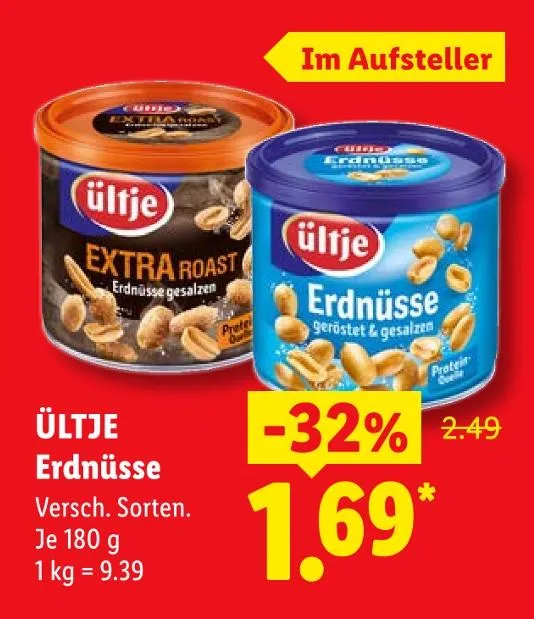 Im Aufsteller
ültje
EXTRA ROAST
ültje
EXTRA ROAST
Erdnüsse gesalzen
ültje
Erdnüsse
ültje
Erdnüsse
geröstet & gesalzen
Protein-
Quelle
ÜLTJE
Erdnüsse
Versch. Sorten.
Je 180 g
1 kg = 9.39
-32%
2.49
1.69*